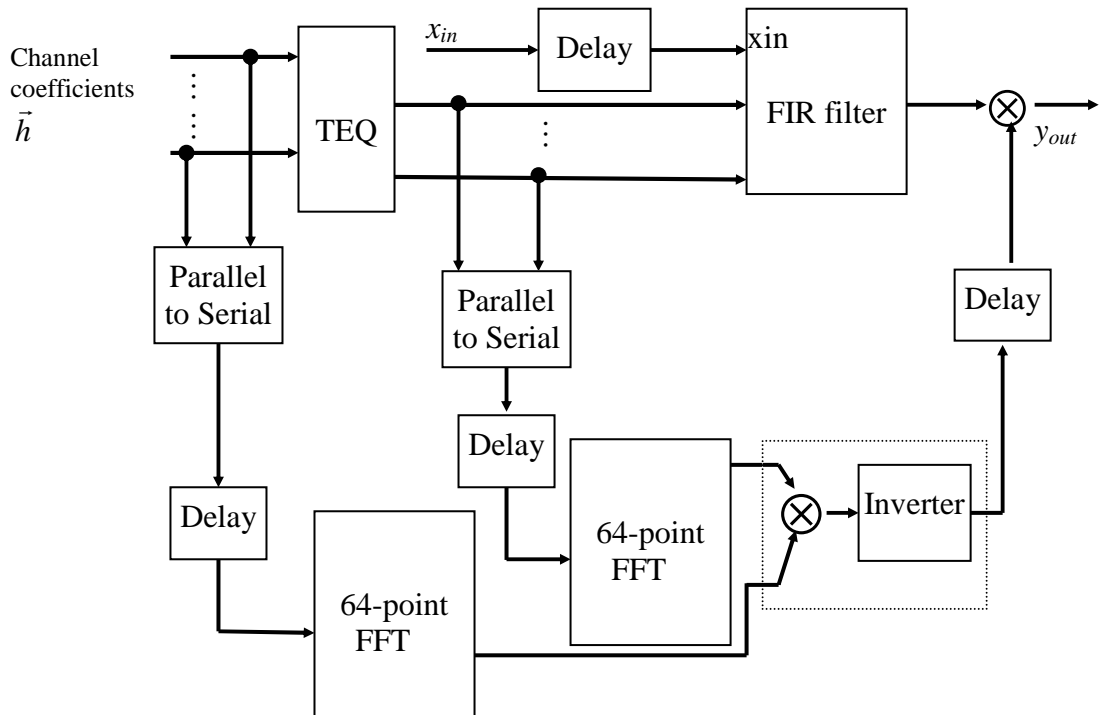 Channel
coefficients
h⃗
TEQ
x_in
Delay
xin
FIR filter
y_out
Parallel
to Serial
Parallel
to Serial
Delay
Delay
Delay
64-point
FFT
Inverter
64-point
FFT